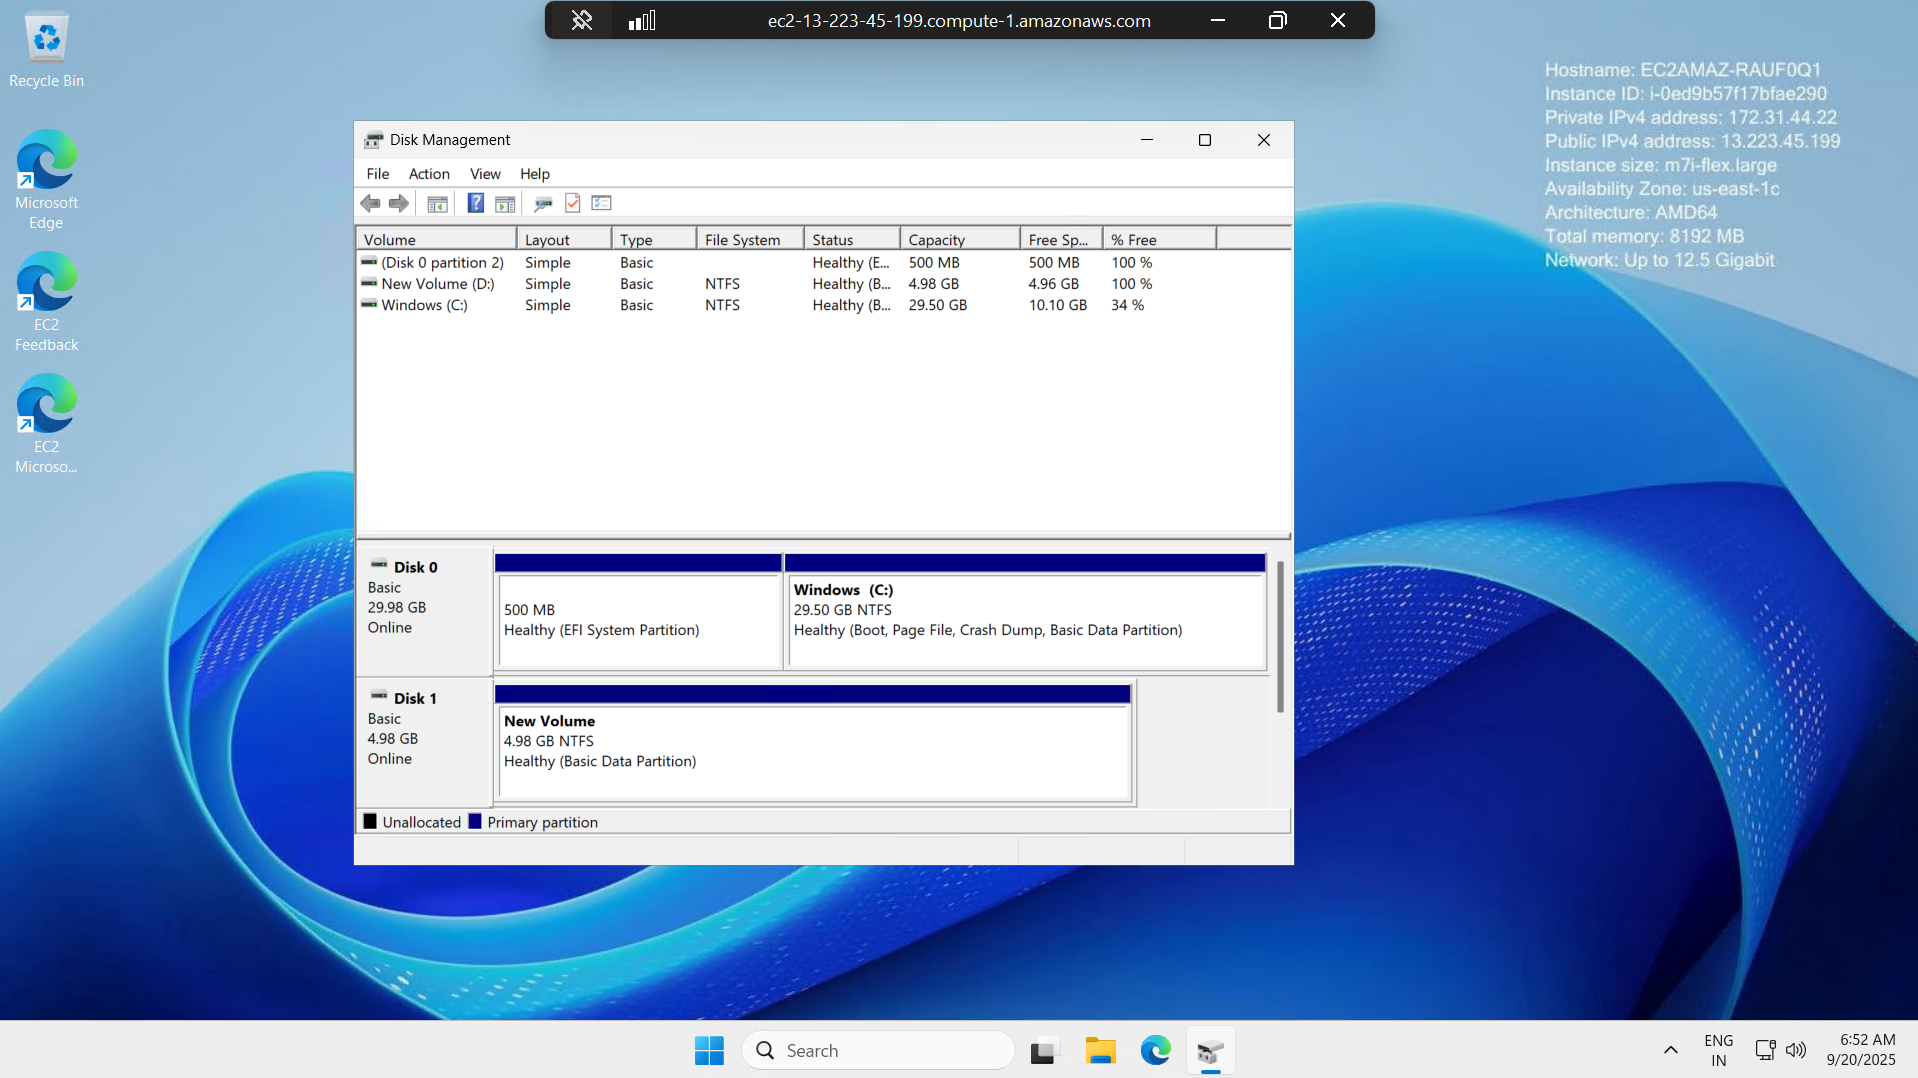 ec2-13-223-45-199.compute-1.amazonaws.com
Recycle Bin
Microsoft
Edge
EC2
Feedback
EC2
Microso...
Hostname: EC2AMAZ-RAUF0Q1
Instance ID: i-0ed9b57f17bfae290
Private IPv4 address: 172.31.44.22
Public IPv4 address: 13.223.45.199
Instance size: m7i-flex.large
Availability Zone: us-east-1c
Architecture: AMD64
Total memory: 8192 MB
Network: Up to 12.5 Gigabit
Disk Management
File Action View Help
Volume Layout Type File System Status Capacity Free Sp... % Free
(Disk 0 partition 2) Simple Basic Healthy (E... 500 MB 500 MB 100 %
New Volume (D:) Simple Basic NTFS Healthy (B... 4.98 GB 4.96 GB 100 %
Windows (C:) Simple Basic NTFS Healthy (B... 29.50 GB 10.10 GB 34 %
Disk 0
Basic
29.98 GB
Online
500 MB
Healthy (EFI System Partition)
Windows (C:)
29.50 GB NTFS
Healthy (Boot, Page File, Crash Dump, Basic Data Partition)
Disk 1
Basic
4.98 GB
Online
New Volume
4.98 GB NTFS
Healthy (Basic Data Partition)
Unallocated Primary partition
Search
ENG
IN
6:52 AM
9/20/2025